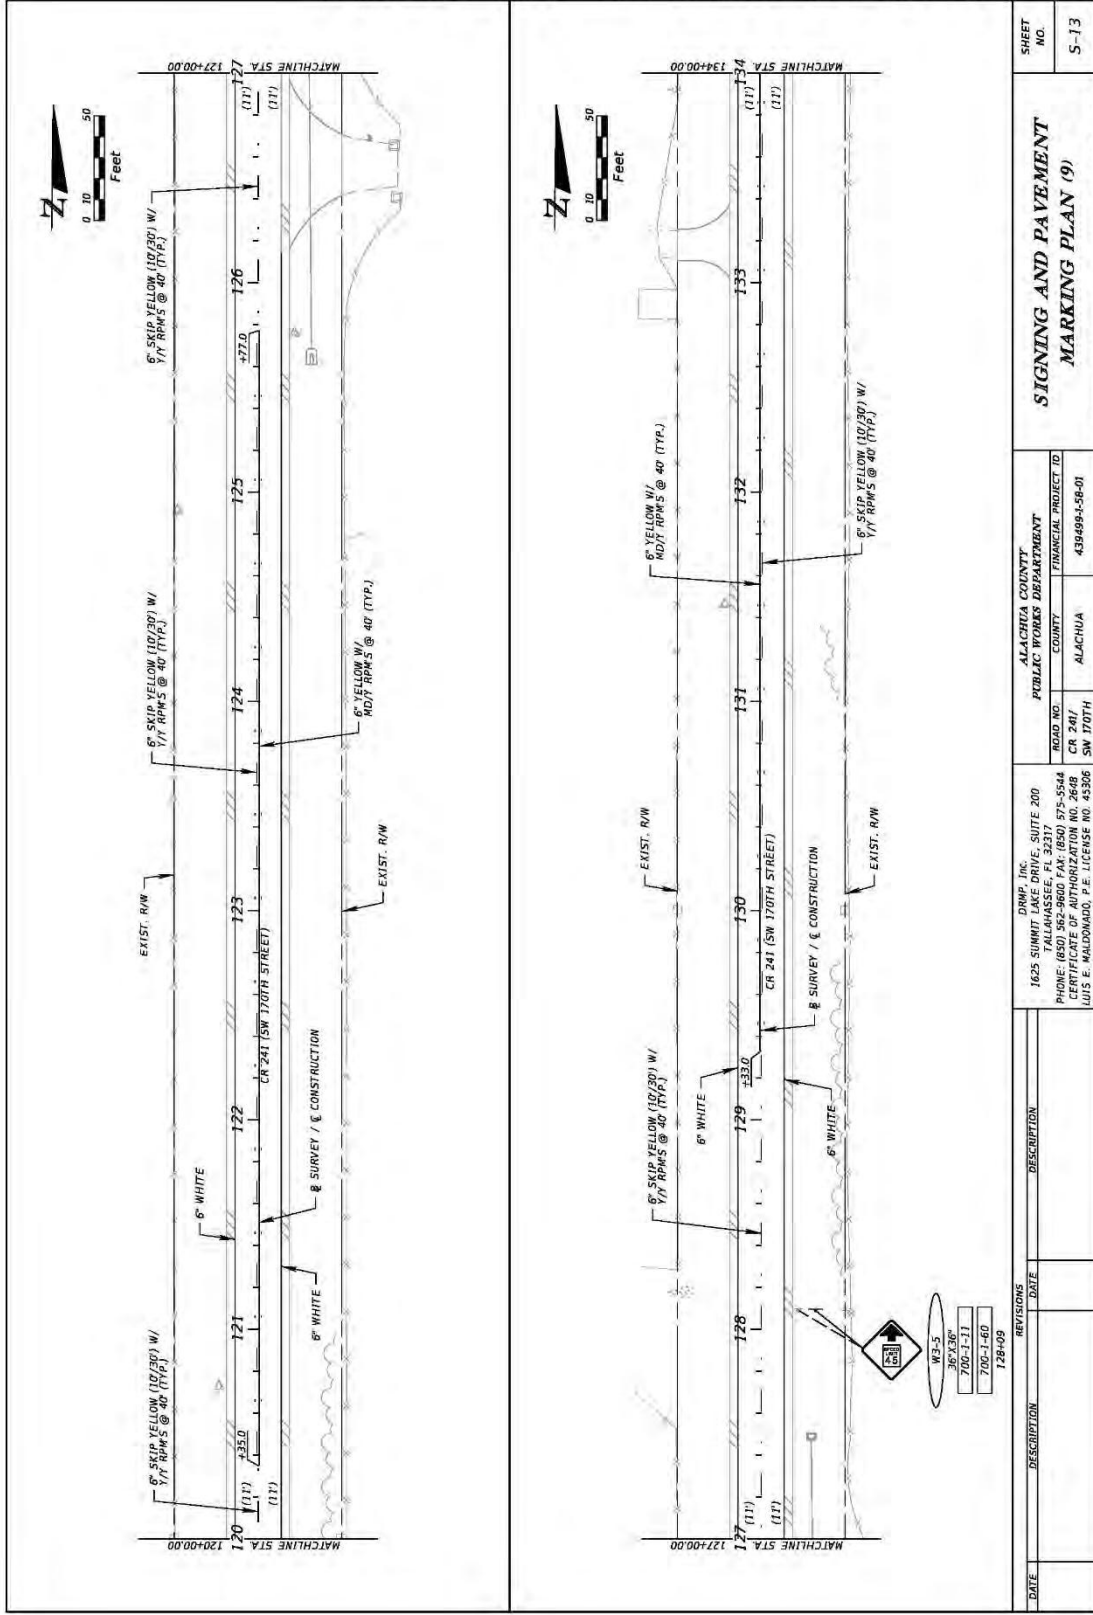 MATCHLINE STA. 120+00.00
6" SKIP YELLOW (10'/30') W/
Y/Y RPM'S @ 40' (TYP.)
(11')
(11')
+35.0
120
121
122
123
124
125
126
127
6" WHITE
6" WHITE
℄ SURVEY / ℄ CONSTRUCTION
CR 241 (SW 170TH STREET)
EXIST. R/W
EXIST. R/W
6" SKIP YELLOW (10'/30') W/
Y/Y RPM'S @ 40' (TYP.)
6" YELLOW W/
MD/Y RPM'S @ 40' (TYP.)
+77.0
6" SKIP YELLOW (10'/30') W/
Y/Y RPM'S @ 40' (TYP.)
(11')
(11')
MATCHLINE STA. 127+00.00
N
0 10 50
Feet
MATCHLINE STA. 127+00.00
(11')
(11')
127
128
129
130
131
132
133
134
SPEED
LIMIT
45
W3-5
36"X36"
700-1-11
700-1-60
128+09
6" SKIP YELLOW (10'/30') W/
Y/Y RPM'S @ 40' (TYP.)
6" WHITE
+33.0
6" WHITE
℄ SURVEY / ℄ CONSTRUCTION
CR 241 (SW 170TH STREET)
EXIST. R/W
EXIST. R/W
6" YELLOW W/
MD/Y RPM'S @ 40' (TYP.)
6" SKIP YELLOW (10'/30') W/
Y/Y RPM'S @ 40' (TYP.)
(11')
(11')
MATCHLINE STA. 134+00.00
N
0 10 50
Feet
REVISIONS
DATE DESCRIPTION DATE DESCRIPTION
DRMP, Inc.
1625 SUMMIT LAKE DRIVE, SUITE 200
TALLAHASSEE, FL 32317
PHONE: (850) 562-9600 FAX: (850) 575-5544
CERTIFICATE OF AUTHORIZATION NO. 2648
LUIS E. MALDONADO, P.E. LICENSE NO. 45306
ALACHUA COUNTY
PUBLIC WORKS DEPARTMENT
ROAD NO. COUNTY FINANCIAL PROJECT ID
CR 241/
SW 170TH
ALACHUA
439499-1-58-01
SIGNING AND PAVEMENT
MARKING PLAN (9)
SHEET
NO.
S-13